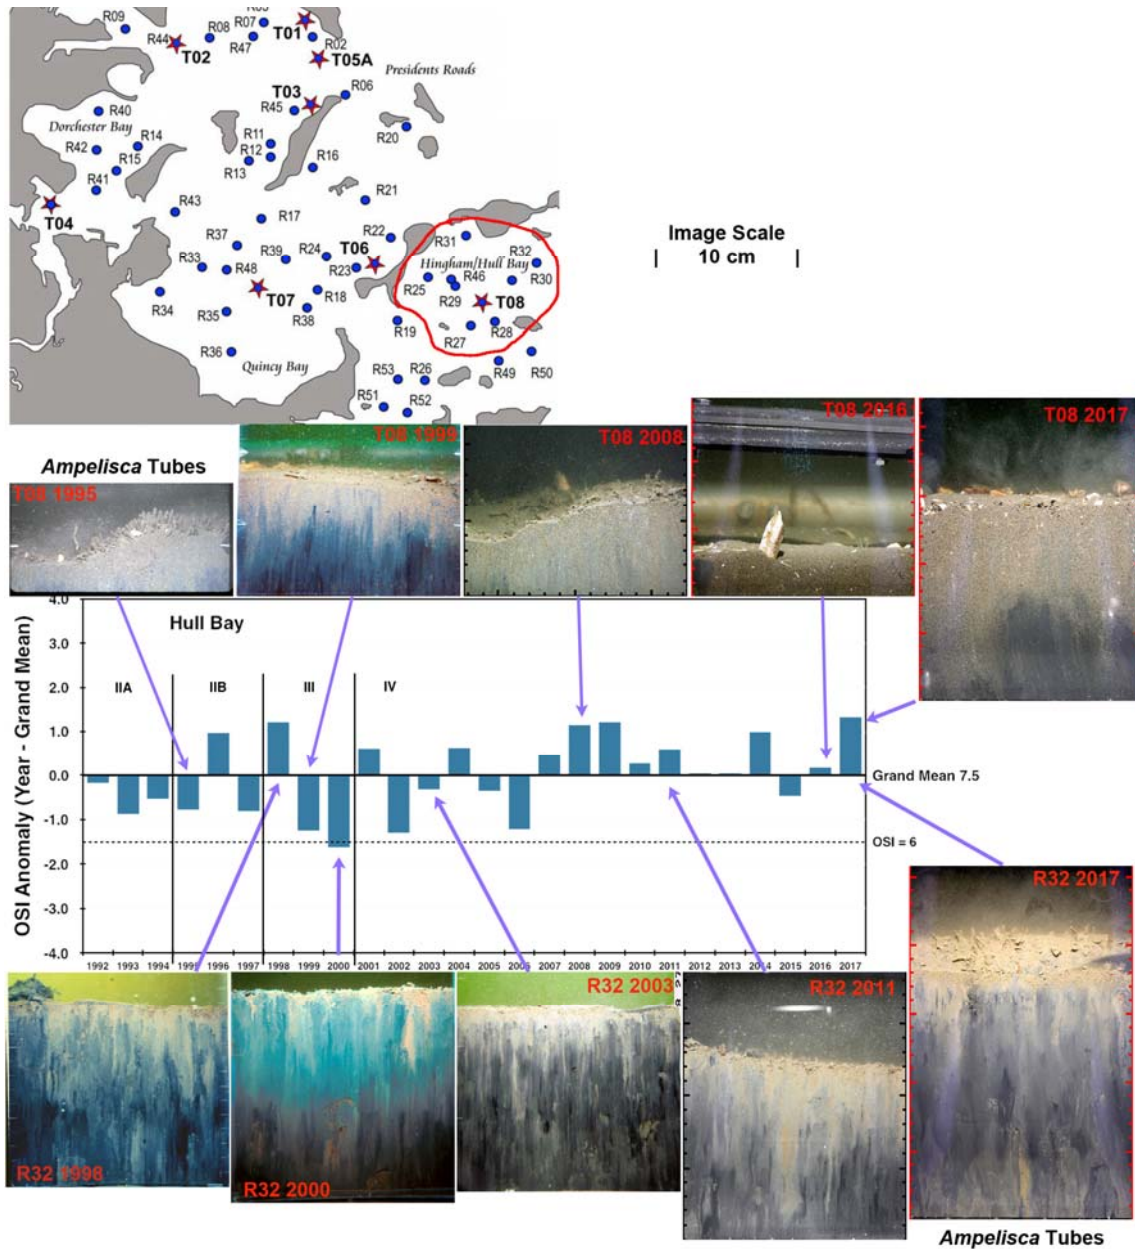 R09
R44
R08
R07
R47
T01
R02
T02
T05A
Presidents Roads
T03
R45
R06
R40
Dorchester Bay
R20
R42
R14
R11
R12
R15
R13
R16
R41
T04
R43
R21
R17
R22
R31
R37
R39
R24
T06
R32
Hingham/Hull Bay
R33
R48
R23
R46
R25
R30
R29
R34
T07
R18
T08
R35
R38
R19
R28
R27
R36
Quincy Bay
R49
R50
R53
R26
R51
R52
Image Scale
10 cm
Ampelisca Tubes
T08 1995
T08 1999
T08 2008
T08 2016
T08 2017
Hull Bay
IIA
IIB
III
IV
OSI Anomaly (Year - Grand Mean)
4.0
3.0
2.0
1.0
0.0
-1.0
-2.0
-3.0
-4.0
Grand Mean 7.5
OSI = 6
1992 1993 1994 1995 1996 1997 1998 1999 2000 2001 2002 2003 2004 2005 2006 2007 2008 2009 2010 2011 2012 2013 2014 2015 2016 2017
R32 1998
R32 2000
R32 2003
R32 2011
R32 2017
Ampelisca Tubes